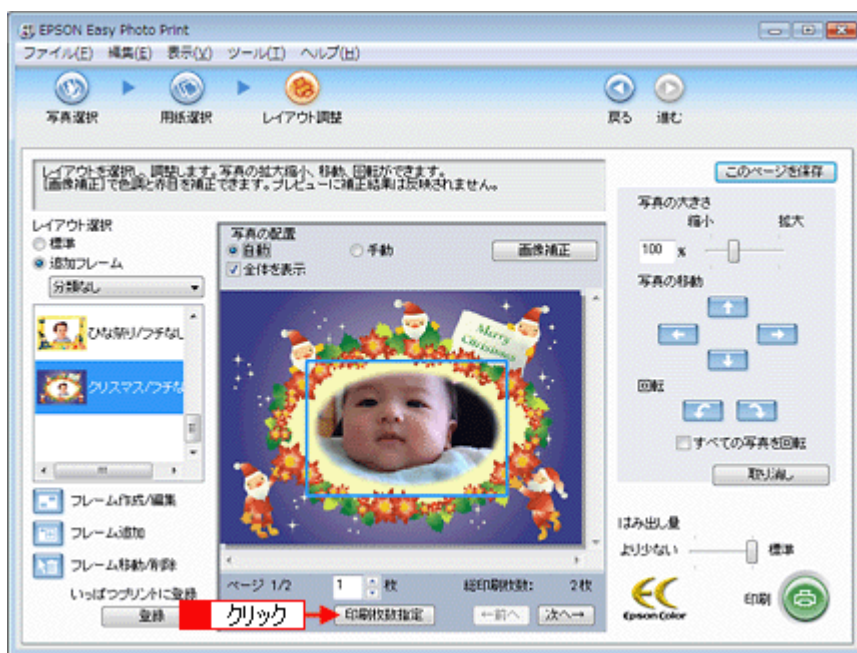 EPSON Easy Photo Print
ファイル(F) 編集(E) 表示(V) ツール(T) ヘルプ(H)
写真選択 用紙選択 レイアウト調整 戻る 進む
レイアウトを選択し、調整します。写真の拡大縮小、移動、回転ができます。
[画像補正]で色調と赤目を補正できます。プレビューに補正結果は反映されません。
このページを保存
レイアウト選択
標準
追加フレーム
分類なし
ひな祭り/フチなし
クリスマス/フチな
フレーム作成/編集
フレーム追加
フレーム移動/削除
いっぱつプリントに登録
登録
写真の配置
自動 手動 画像補正
全体を表示
Merry
Christmas
ページ 1/2 1 枚 総印刷枚数: 2枚
クリック
印刷枚数指定 ←前へ 次へ→
写真の大きさ
縮小 拡大
100 %
写真の移動
回転
すべての写真を回転
取り消し
はみ出し量
より少ない 標準
Epson Color
印刷